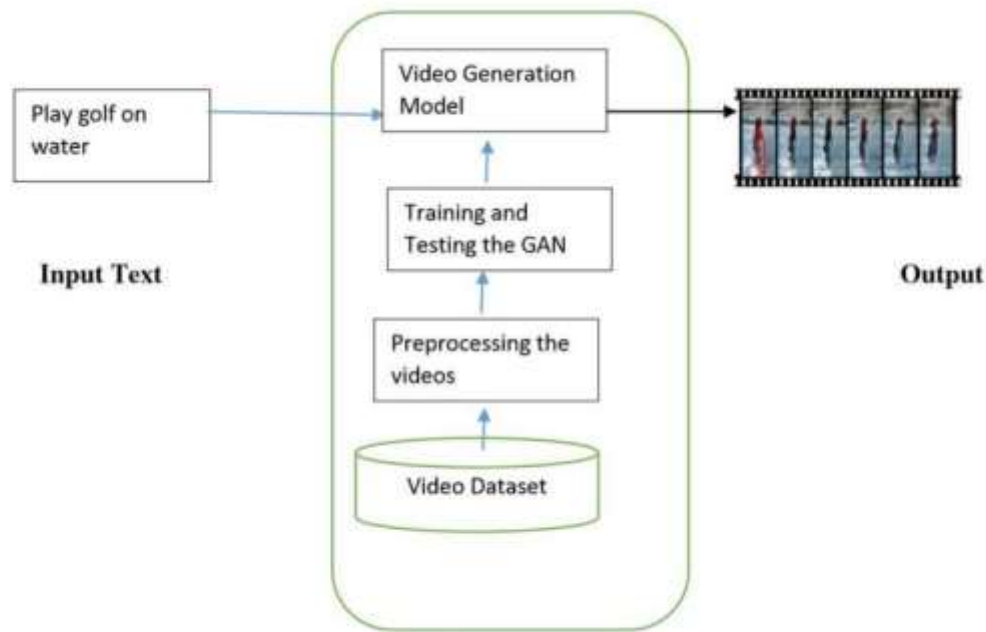 Video Generation
Model
Play golf on
water
Training and
Testing the GAN
Input Text
Output
Preprocessing the
videos
Video Dataset